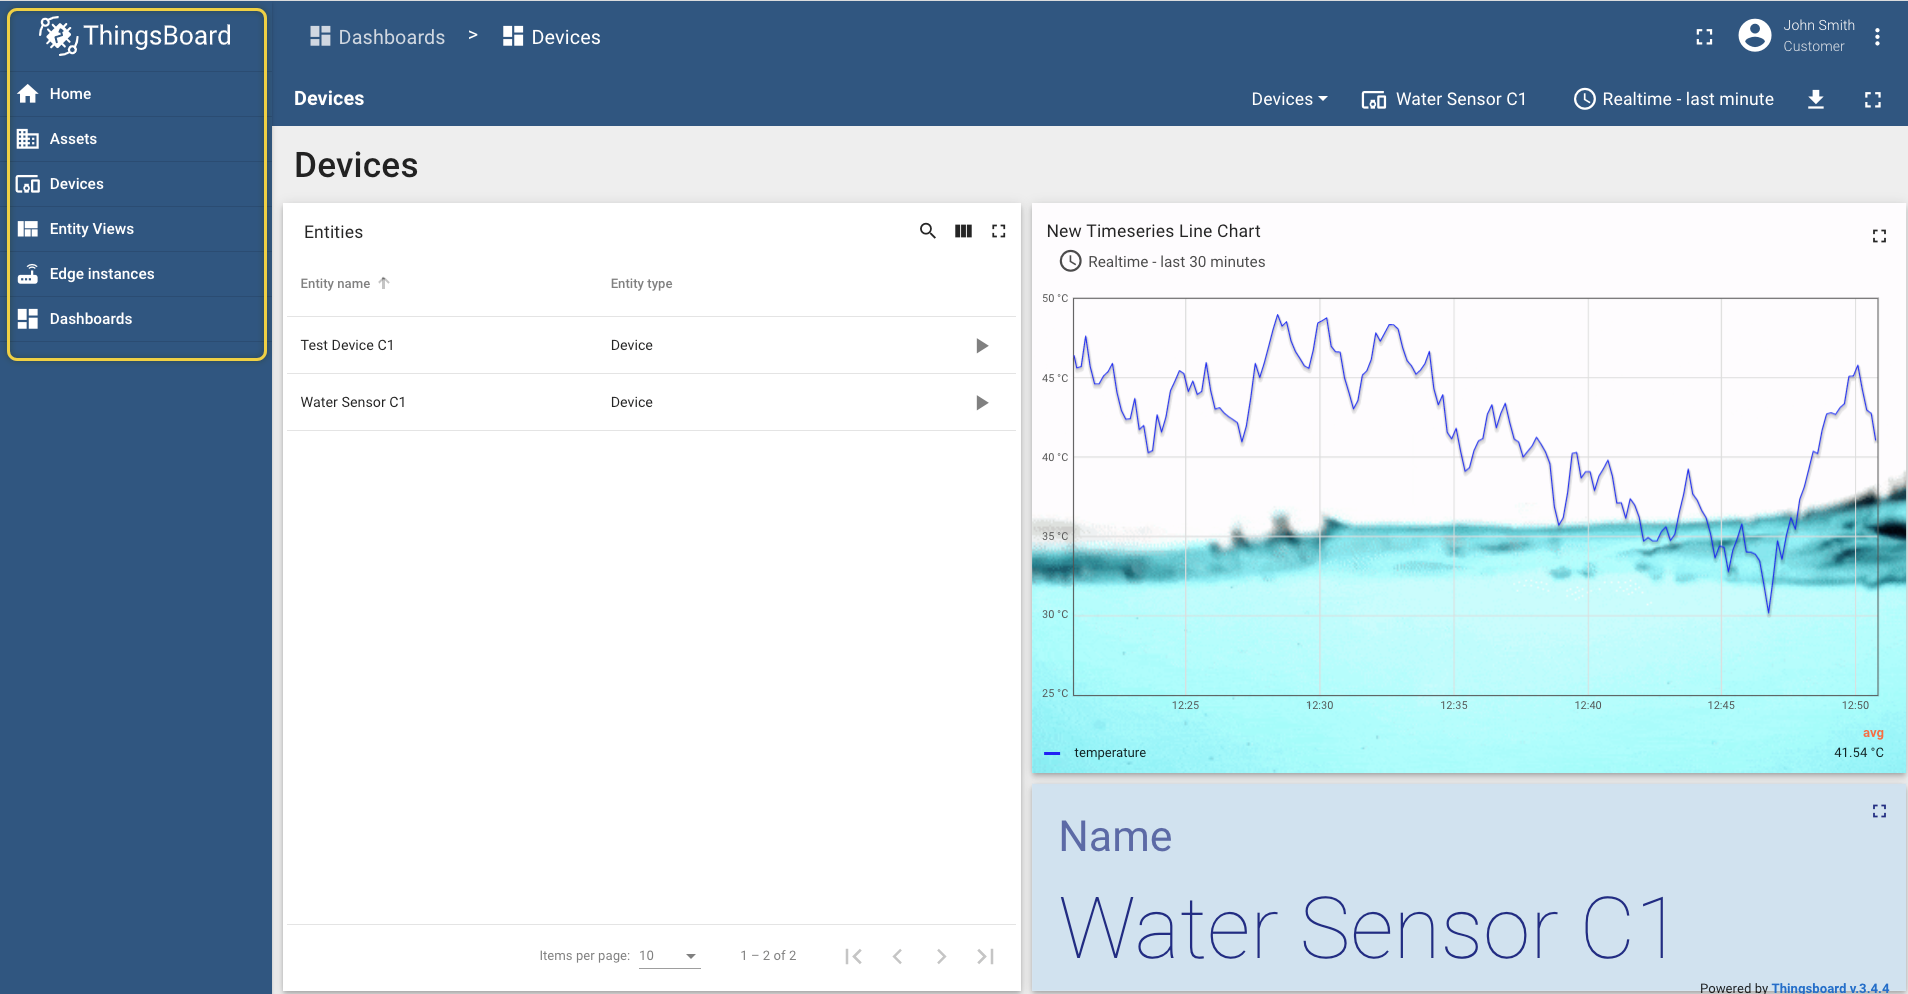 ThingsBoard
Home
Assets
Devices
Entity Views
Edge instances
Dashboards
Dashboards > Devices
John Smith
Customer
Devices
Devices Water Sensor C1 Realtime - last minute
Devices
Entities
Entity name Entity type
Test Device C1 Device
Water Sensor C1 Device
Items per page: 10 1 – 2 of 2
New Timeseries Line Chart
Realtime - last 30 minutes
50 °C
45 °C
40 °C
35 °C
30 °C
25 °C
12:25 12:30 12:35 12:40 12:45 12:50
avg
temperature 41.54 °C
Name
Water Sensor C1
Powered by Thingsboard v.3.4.4